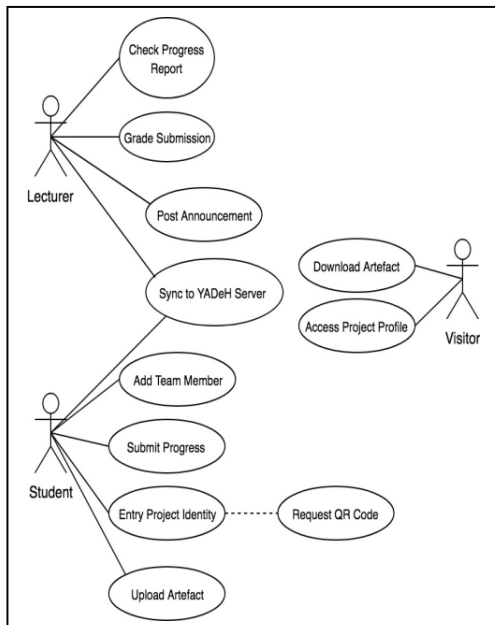 Check Progress
Report
Grade Submission
Lecturer
Post Announcement
Sync to YADeH Server
Download Artefact
Access Project Profile
Visitor
Add Team Member
Submit Progress
Student
Entry Project Identity
Request QR Code
Upload Artefact